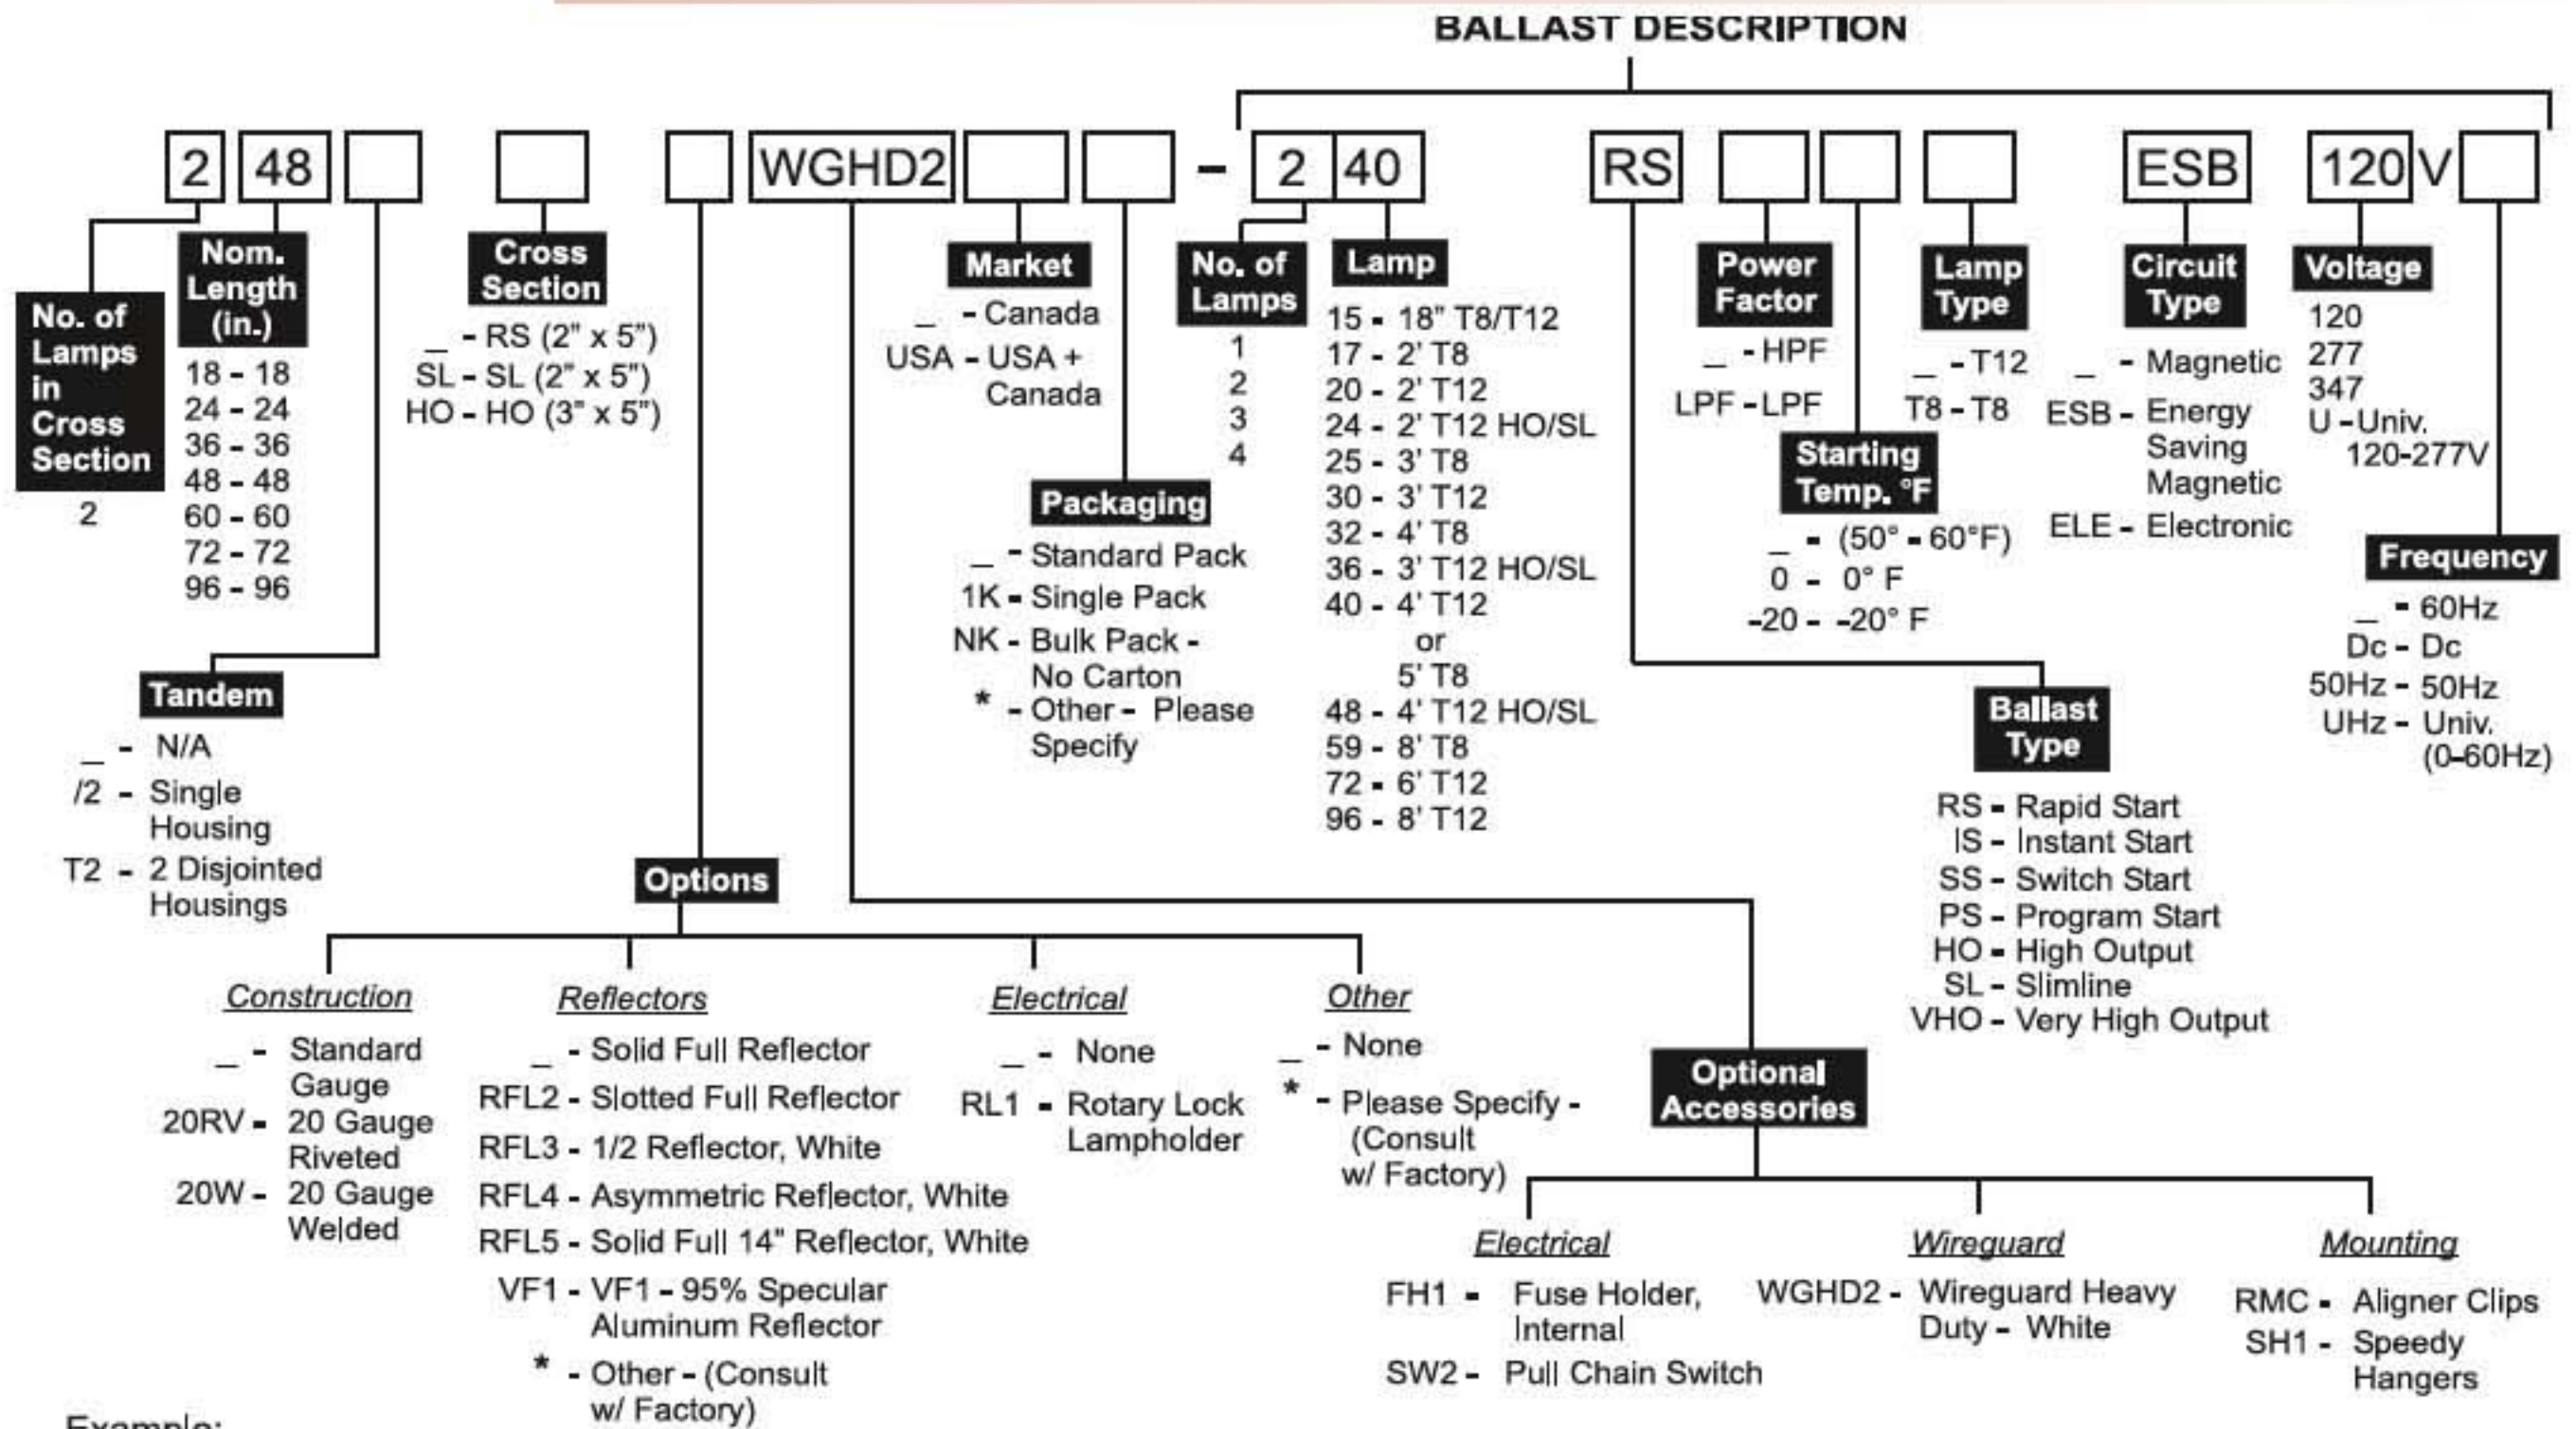 BALLAST DESCRIPTION
2 48 WGHD2 - 2 40 RS ESB 120 V
No. of
Lamps
in
Cross
Section
2
Nom.
Length
(in.)
18 - 18
24 - 24
36 - 36
48 - 48
60 - 60
72 - 72
96 - 96
Tandem
_ - N/A
/2 - Single
Housing
T2 - 2 Disjointed
Housings
Cross
Section
_ - RS (2" x 5")
SL - SL (2" x 5")
HO - HO (3" x 5")
Market
_ - Canada
USA - USA +
Canada
Packaging
_ - Standard Pack
1K - Single Pack
NK - Bulk Pack -
No Carton
* - Other - Please
Specify
No. of
Lamps
1
2
3
4
Lamp
15 - 18" T8/T12
17 - 2' T8
20 - 2' T12
24 - 2' T12 HO/SL
25 - 3' T8
30 - 3' T12
32 - 4' T8
36 - 3' T12 HO/SL
40 - 4' T12
or
5' T8
48 - 4' T12 HO/SL
59 - 8' T8
72 - 6' T12
96 - 8' T12
Power
Factor
_ - HPF
LPF - LPF
Starting
Temp. °F
_ - (50° - 60°F)
0 - 0° F
-20 - -20° F
Lamp
Type
_ - T12
T8 - T8
Circuit
Type
_ - Magnetic
ESB - Energy
Saving
Magnetic
ELE - Electronic
Voltage
120
277
347
U - Univ.
120-277V
Frequency
_ - 60Hz
Dc - Dc
50Hz - 50Hz
UHz - Univ.
(0-60Hz)
Ballast
Type
RS - Rapid Start
IS - Instant Start
SS - Switch Start
PS - Program Start
HO - High Output
SL - Slimline
VHO - Very High Output
Options
Construction
_ - Standard
Gauge
20RV - 20 Gauge
Riveted
20W - 20 Gauge
Welded
Reflectors
_ - Solid Full Reflector
RFL2 - Slotted Full Reflector
RFL3 - 1/2 Reflector, White
RFL4 - Asymmetric Reflector, White
RFL5 - Solid Full 14" Reflector, White
VF1 - VF1 - 95% Specular
Aluminum Reflector
* - Other - (Consult
w/ Factory)
Electrical
_ - None
RL1 - Rotary Lock
Lampholder
Other
_ - None
* - Please Specify -
(Consult
w/ Factory)
Optional
Accessories
Electrical
FH1 - Fuse Holder,
Internal
SW2 - Pull Chain Switch
Wireguard
WGHD2 - Wireguard Heavy
Duty - White
Mounting
RMC - Aligner Clips
SH1 - Speedy
Hangers
Example: